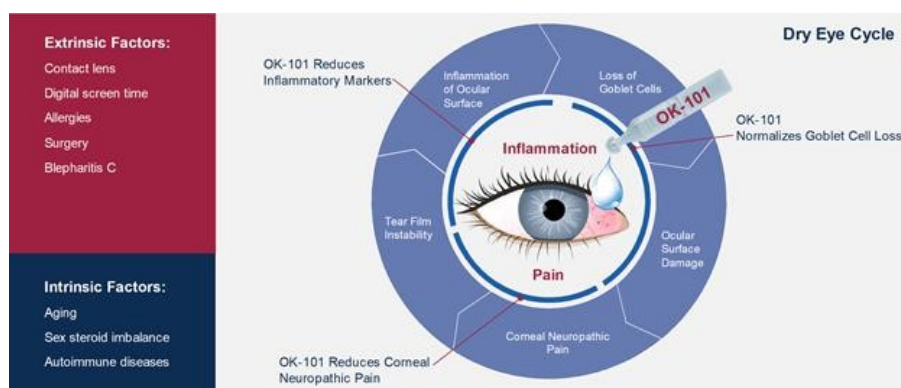 Extrinsic Factors:
Contact lens
Digital screen time
Allergies
Surgery
Blepharitis C
Intrinsic Factors:
Aging
Sex steroid imbalance
Autoimmune diseases
Dry Eye Cycle
OK-101 Reduces
Inflammatory Markers
Inflammation
of Ocular
Surface
Loss of
Goblet Cells
OK-101
OK-101
Normalizes Goblet Cell Loss
Inflammation
Tear Film
Instability
Ocular
Surface
Damage
Pain
Corneal Neuropathic
Pain
OK-101 Reduces Corneal
Neuropathic Pain